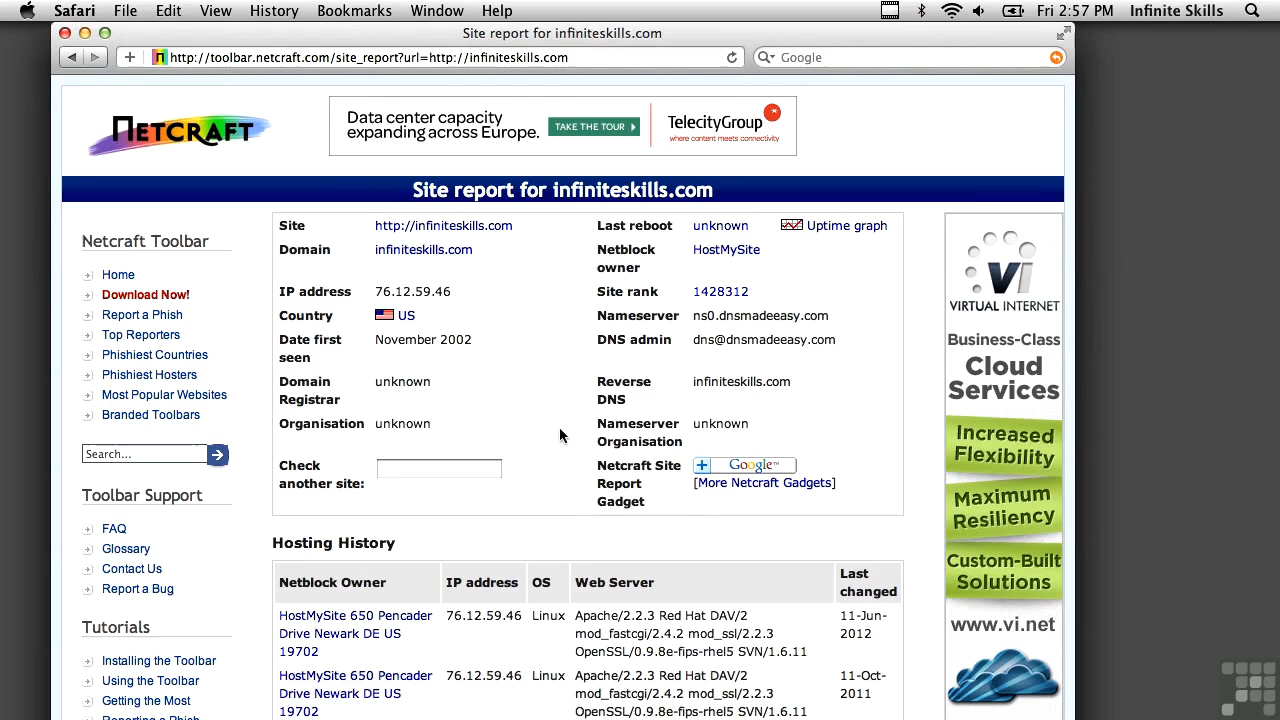 Safari File Edit View History Bookmarks Window Help Fri 2:57 PM Infinite Skills
Site report for infiniteskills.com
http://toolbar.netcraft.com/site_report?url=http://infiniteskills.com
Google
NETCRAFT
Data center capacity
expanding across Europe.
TAKE THE TOUR
TelecityGroup
where content meets connectivity
Site report for infiniteskills.com
Netcraft Toolbar
Home
Download Now!
Report a Phish
Top Reporters
Phishiest Countries
Phishiest Hosters
Most Popular Websites
Branded Toolbars
Search...
Toolbar Support
FAQ
Glossary
Contact Us
Report a Bug
Tutorials
Installing the Toolbar
Using the Toolbar
Getting the Most
Reporting a Phish
Site http://infiniteskills.com Last reboot unknown Uptime graph
Domain infiniteskills.com Netblock owner HostMySite
IP address 76.12.59.46 Site rank 1428312
Country US Nameserver ns0.dnsmadeeasy.com
Date first seen November 2002 DNS admin dns@dnsmadeeasy.com
Domain Registrar unknown Reverse DNS infiniteskills.com
Organisation unknown Nameserver Organisation unknown
Check another site: Netcraft Site Report Gadget + Google™ [More Netcraft Gadgets]
Hosting History
Netblock Owner IP address OS Web Server Last changed
HostMySite 650 Pencader 76.12.59.46 Linux Apache/2.2.3 Red Hat DAV/2 11-Jun-
Drive Newark DE US mod_fastcgi/2.4.2 mod_ssl/2.2.3 2012
19702 OpenSSL/0.9.8e-fips-rhel5 SVN/1.6.11
HostMySite 650 Pencader 76.12.59.46 Linux Apache/2.2.3 Red Hat DAV/2 11-Oct-
Drive Newark DE US mod_fastcgi/2.4.2 mod_ssl/2.2.3 2011
19702 OpenSSL/0.9.8e-fips-rhel5 SVN/1.6.11
VI
VIRTUAL INTERNET
Business-Class
Cloud
Services
Increased
Flexibility
Maximum
Resiliency
Custom-Built
Solutions
www.vi.net